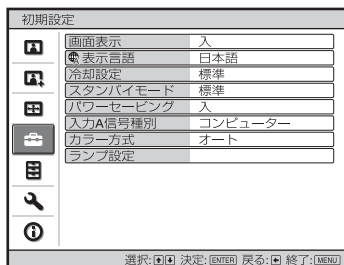 初期設定
画面表示 入
表示言語 日本語
冷却設定 標準
スタンバイモード 標準
パワーセービング 入
入力A信号種別 コンピューター
カラー方式 オート
ランプ設定
選択: 決定: ENTER 戻る: 終了: MENU